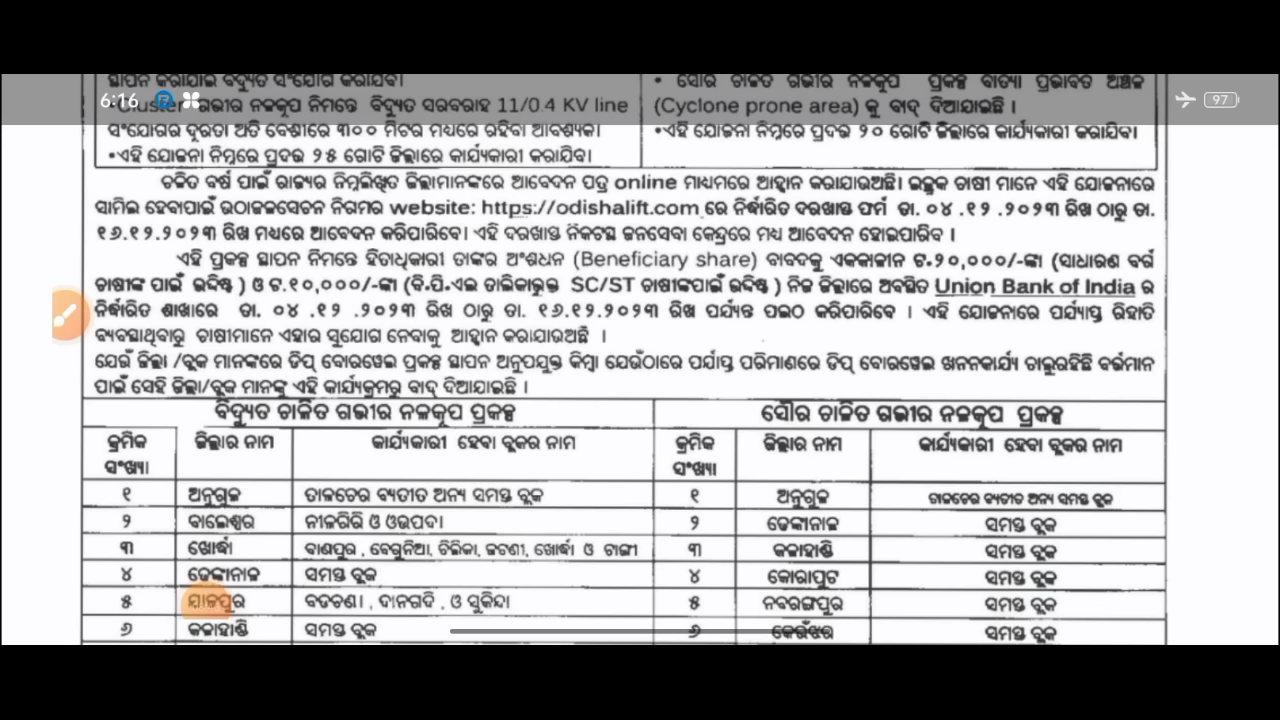 ସ୍ଥାପନ କରାଯାଇ ବିଦ୍ୟୁତ ସଂଯୋଗ କରାଯିବା
• ସୌର ଚାଳିତ ଗଭୀର ନଳକୂପ ପ୍ରକଳ୍ପ ବାତ୍ୟା ପ୍ରଭାବିତ ଅଞ୍ଚଳ
6:16
97
•Cluster ଗଭୀର ନଳକୂପ ନିମନ୍ତେ ବିଦ୍ୟୁତ ସରବରାହ 11/0.4 KV line
(Cyclone prone area) କୁ ବାଦ୍ ଦିଆଯାଇଛି ।
ସଂଯୋଗର ଦୂରତା ଅତି ବେଶୀରେ ୩୦୦ ମିଟର ମଧ୍ୟରେ ରହିବା ଆବଶ୍ୟକ।
•ଏହି ଯୋଜନା ନିମ୍ନରେ ପ୍ରଦତ୍ତ ୨୦ ଗୋଟି ଜିଲ୍ଲାରେ କାର୍ଯ୍ୟକାରୀ କରାଯିବ।
•ଏହି ଯୋଜନା ନିମ୍ନରେ ପ୍ରଦତ୍ତ ୨୫ ଗୋଟି ଜିଲ୍ଲାରେ କାର୍ଯ୍ୟକାରୀ କରାଯିବ।
ଚଳିତ ବର୍ଷ ପାଇଁ ରାଜ୍ୟର ନିମ୍ନଲିଖିତ ଜିଲ୍ଲାମାନଙ୍କରେ ଆବେଦନ ପତ୍ର online ମାଧ୍ୟମରେ ଆହ୍ୱାନ କରାଯାଉଅଛି। ଇଚ୍ଛୁକ ଚାଷୀ ମାନେ ଏହି ଯୋଜନାରେ
ସାମିଲ ହେବାପାଇଁ ଉଠାଜଳସେଚନ ନିଗମର website: https://odishalift.com ରେ ନିର୍ଦ୍ଧାରିତ ଦରଖାସ୍ତ ଫର୍ମ ତା. ୦୪ .୧୨ .୨୦୨୩ ରିଖ ଠାରୁ ତା.
୧୬.୧୨.୨୦୨୩ ରିଖ ମଧ୍ୟରେ ଆବେଦନ କରିପାରିବେ। ଏହି ଦରଖାସ୍ତ ନିକଟସ୍ଥ ଜନସେବା କେନ୍ଦ୍ରରେ ମଧ୍ୟ ଆବେଦନ ହୋଇପାରିବ ।
ଏହି ପ୍ରକଳ୍ପ ସ୍ଥାପନ ନିମନ୍ତେ ହିତାଧିକାରୀ ତାଙ୍କର ଅଂଶଧନ (Beneficiary share) ବାବଦକୁ ଏକକାଳୀନ ଟ.୨୦,୦୦୦/-ଙ୍କା (ସାଧାରଣ ବର୍ଗ
ଚାଷୀଙ୍କ ପାଇଁ ଉଦ୍ଦିଷ୍ଟ ) ଓ ଟ.୧୦,୦୦୦/-ଙ୍କା (ବି.ପି.ଏଲ ତାଲିକାଭୁକ୍ତ SC/ST ଚାଷୀଙ୍କପାଇଁ ଉଦ୍ଦିଷ୍ଟ ) ନିଜ ଜିଲ୍ଲାରେ ଅବସ୍ଥିତ Union Bank of India ର
ନିର୍ଦ୍ଧାରିତ ଶାଖାରେ ତା. ୦୪ .୧୨ .୨୦୨୩ ରିଖ ଠାରୁ ତା. ୧୬.୧୨.୨୦୨୩ ରିଖ ପର୍ଯ୍ୟନ୍ତ ପଇଠ କରିପାରିବେ । ଏହି ଯୋଜନାରେ ପର୍ଯ୍ୟାପ୍ତ ରିହାତି
ବ୍ୟବସ୍ଥାଥିବାରୁ ଚାଷୀମାନେ ଏହାର ସୁଯୋଗ ନେବାକୁ ଆହ୍ୱାନ କରାଯାଉଅଛି ।
ଯେଉଁ ଜିଲ୍ଲା /ବ୍ଲକ ମାନଙ୍କରେ ଡିପ୍ ବୋରୱେଲ ପ୍ରକଳ୍ପ ସ୍ଥାପନ ଅନୁପଯୁକ୍ତ କିମ୍ବା ଯେଉଁଠାରେ ପର୍ଯ୍ୟାପ୍ତ ପରିମାଣରେ ଡିପ୍ ବୋରୱେଲ ଖନନକାର୍ଯ୍ୟ ଚାଲୁରହିଛି ବର୍ତ୍ତମାନ
ପାଇଁ ସେହି ଜିଲ୍ଲା/ବ୍ଲକ ମାନଙ୍କୁ ଏହି କାର୍ଯ୍ୟକ୍ରମରୁ ବାଦ୍ ଦିଆଯାଇଛି ।
ବିଦ୍ୟୁତ ଚାଳିତ ଗଭୀର ନଳକୂପ ପ୍ରକଳ୍ପ ସୌର ଚାଳିତ ଗଭୀର ନଳକୂପ ପ୍ରକଳ୍ପ
କ୍ରମିକ ସଂଖ୍ୟା ଜିଲ୍ଲାର ନାମ କାର୍ଯ୍ୟକାରୀ ହେବା ବ୍ଲକର ନାମ କ୍ରମିକ ସଂଖ୍ୟା ଜିଲ୍ଲାର ନାମ କାର୍ଯ୍ୟକାରୀ ହେବା ବ୍ଲକର ନାମ
୧ ଅନୁଗୁଳ ତାଳଚେର ବ୍ୟତୀତ ଅନ୍ୟ ସମସ୍ତ ବ୍ଲକ ୧ ଅନୁଗୁଳ ତାଳଚେର ବ୍ୟତୀତ ଅନ୍ୟ ସମସ୍ତ ବ୍ଲକ
୨ ବାଲେଶ୍ୱର ନୀଳଗିରି ଓ ଔପଦା ୨ ଢେଙ୍କାନାଳ ସମସ୍ତ ବ୍ଲକ
୩ ଖୋର୍ଦ୍ଧା ବାଣପୁର , ବେଗୁନିଆ, ଚିଲିକା, ଜଟଣୀ, ଖୋର୍ଦ୍ଧା ଓ ଟାଙ୍ଗୀ ୩ କଳାହାଣ୍ଡି ସମସ୍ତ ବ୍ଲକ
୪ ଢେଙ୍କାନାଳ ସମସ୍ତ ବ୍ଲକ ୪ କୋରାପୁଟ ସମସ୍ତ ବ୍ଲକ
୫ ଯାଜପୁର ବଡଚଣା , ଦାନଗଦି , ଓ ସୁକିନ୍ଦା ୫ ନବରଙ୍ଗପୁର ସମସ୍ତ ବ୍ଲକ
୬ କଳାହାଣ୍ଡି ସମସ୍ତ ବ୍ଲକ ୬ କେଉଁଝର ସମସ୍ତ ବ୍ଲକ